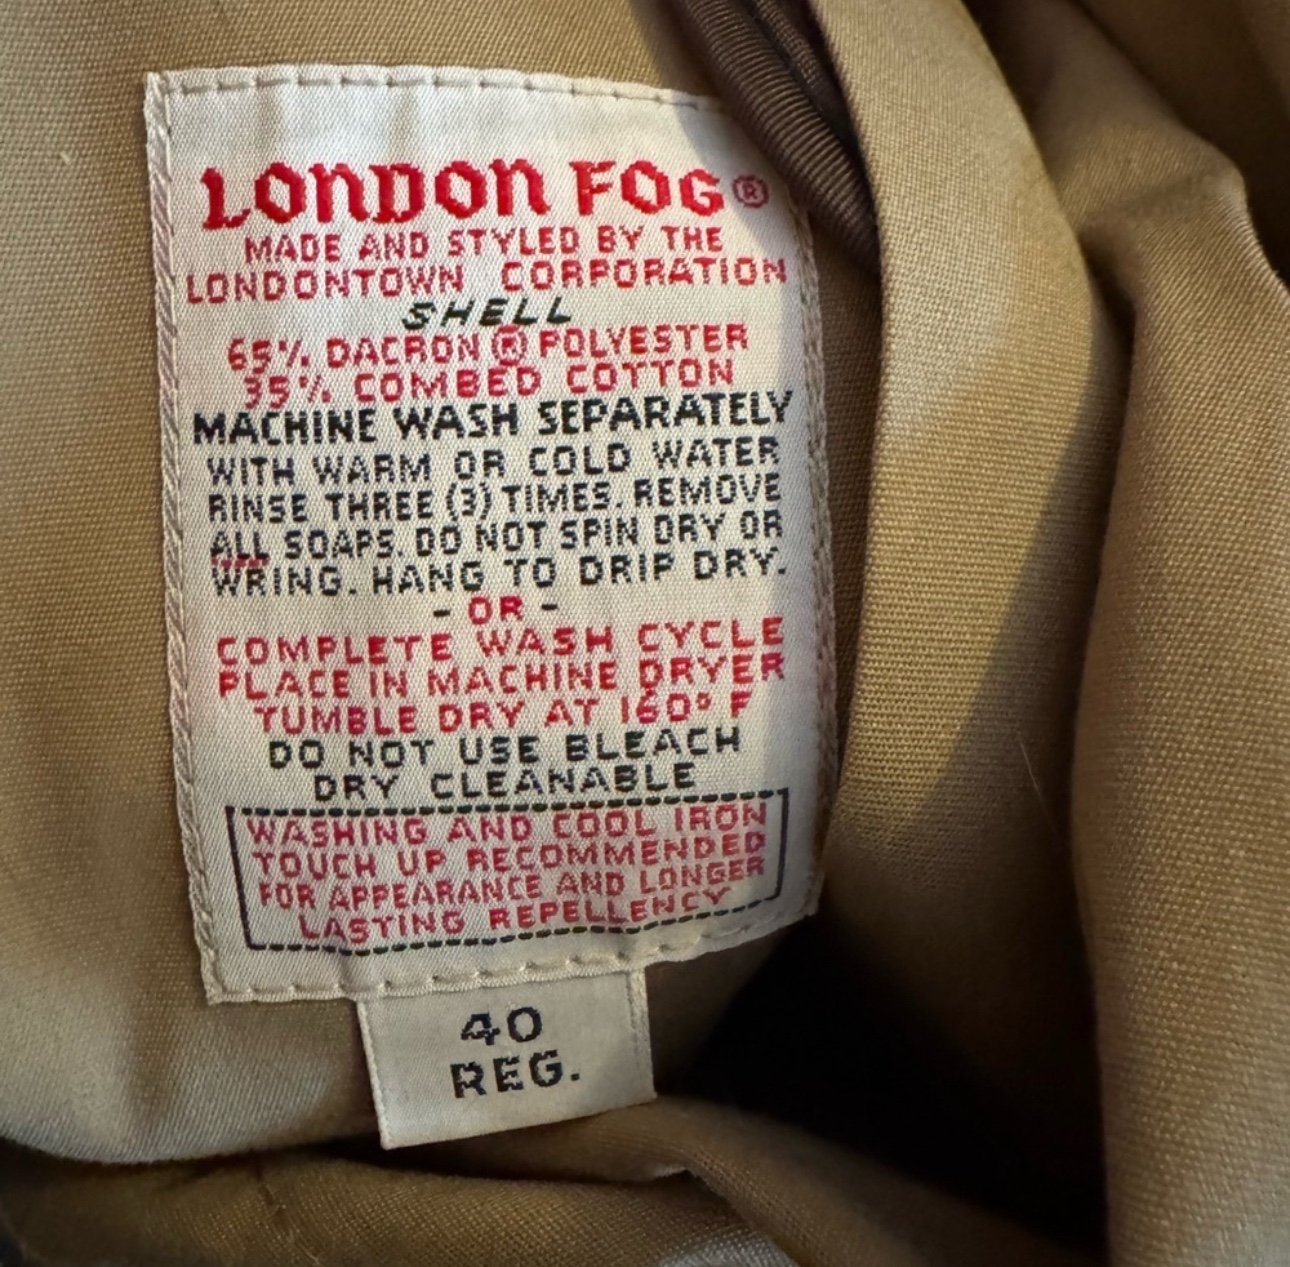 LONDON FOG®
MADE AND STYLED BY THE
LONDONTOWN CORPORATION
SHELL
65% DACRON ® POLYESTER
35% COMBED COTTON
MACHINE WASH SEPARATELY
WITH WARM OR COLD WATER
RINSE THREE (3) TIMES. REMOVE
ALL SOAPS. DO NOT SPIN DRY OR
WRING. HANG TO DRIP DRY.
- OR -
COMPLETE WASH CYCLE
PLACE IN MACHINE DRYER
TUMBLE DRY AT 160° F
DO NOT USE BLEACH
DRY CLEANABLE
WASHING AND COOL IRON
TOUCH UP RECOMMENDED
FOR APPEARANCE AND LONGER
LASTING REPELLENCY
40
REG.